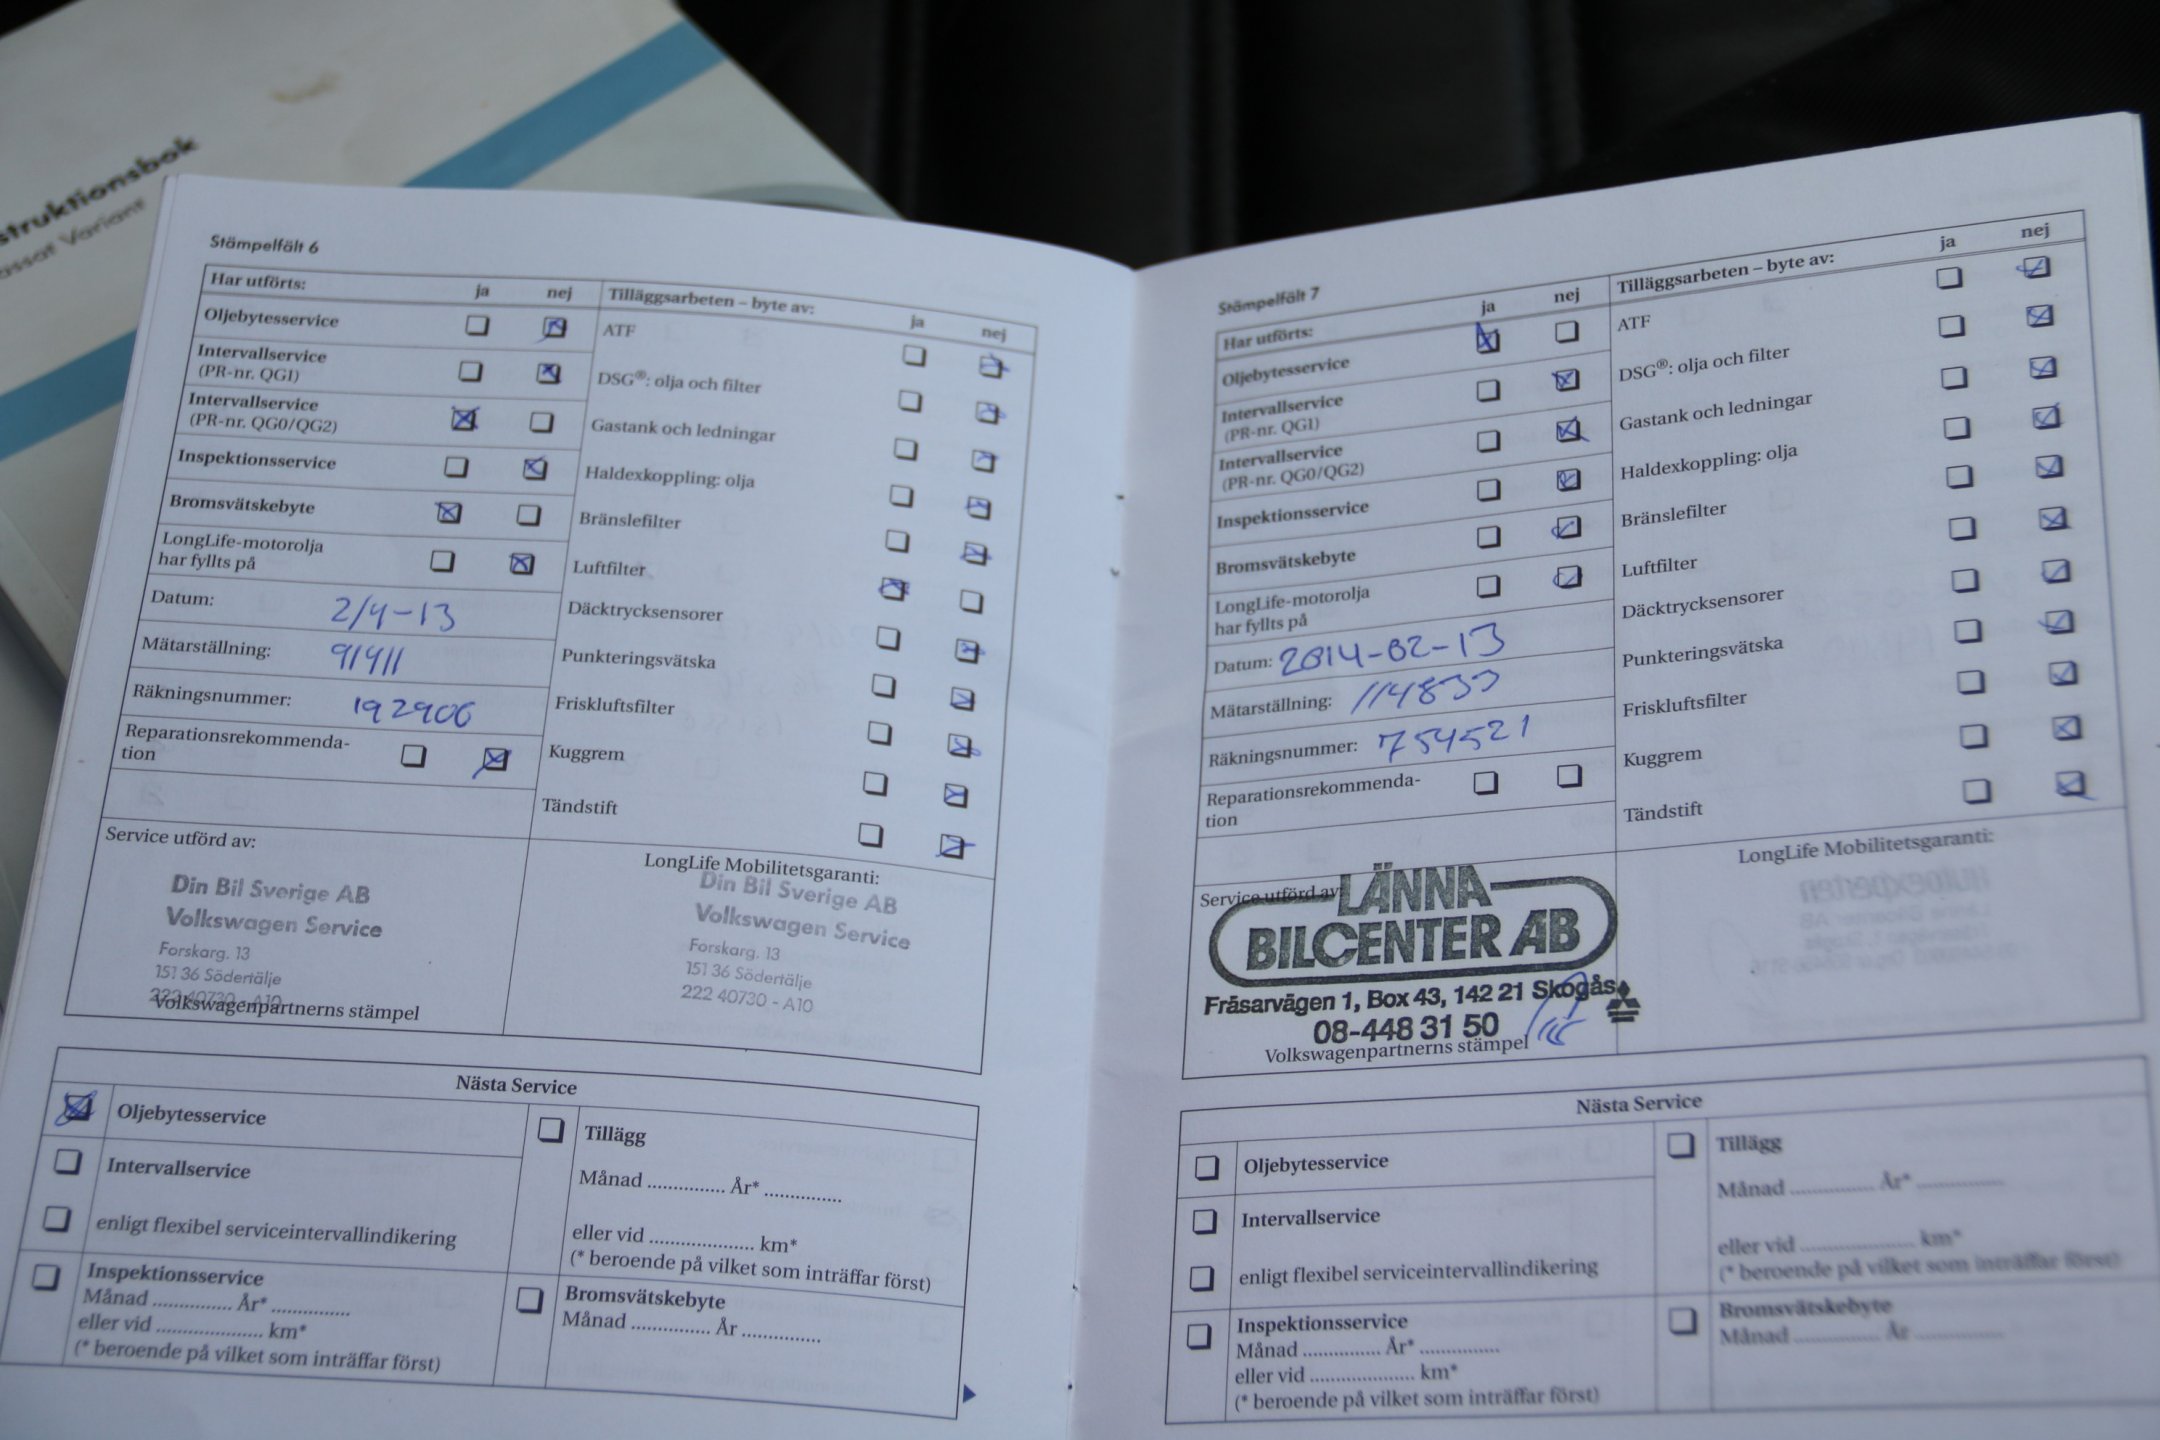 struktionsbok
assat Variant
Stämpelfält 6
Har utförts: ja nej
Oljebytesservice
Intervallservice
(PR-nr. QG1)
Intervallservice
(PR-nr. QG0/QG2)
Inspektionsservice
Bromsvätskebyte
LongLife-motorolja
har fyllts på
Datum: 2/4-13
Mätarställning: 91411
Räkningsnummer: 192906
Reparationsrekommenda-
tion
Tilläggsarbeten – byte av: ja nej
ATF
DSG®: olja och filter
Gastank och ledningar
Haldexkoppling: olja
Bränslefilter
Luftfilter
Däcktrycksensorer
Punkteringsvätska
Friskluftsfilter
Kuggrem
Tändstift
Service utförd av:
Din Bil Sverige AB
Volkswagen Service
Forskarg. 13
151 36 Södertälje
222 40730 - A10
Volkswagenpartnerns stämpel
LongLife Mobilitetsgaranti:
Din Bil Sverige AB
Volkswagen Service
Forskarg. 13
151 36 Södertälje
222 40730 - A10
Nästa Service
Oljebytesservice
Intervallservice
enligt flexibel serviceintervallindikering
Inspektionsservice
Månad ............... År* ...............
eller vid .................... km*
(* beroende på vilket som inträffar först)
Tillägg
Månad ............... År* ...............
eller vid .................... km*
(* beroende på vilket som inträffar först)
Bromsvätskebyte
Månad ............... År ...............
Stämpelfält 7
Har utförts: ja nej
Oljebytesservice
Intervallservice
(PR-nr. QG1)
Intervallservice
(PR-nr. QG0/QG2)
Inspektionsservice
Bromsvätskebyte
LongLife-motorolja
har fyllts på
Datum: 2014-02-13
Mätarställning: 114833
Räkningsnummer: 754521
Reparationsrekommenda-
tion
Tilläggsarbeten – byte av: ja nej
ATF
DSG®: olja och filter
Gastank och ledningar
Haldexkoppling: olja
Bränslefilter
Luftfilter
Däcktrycksensorer
Punkteringsvätska
Friskluftsfilter
Kuggrem
Tändstift
Service utförd av
LÄNNA
BILCENTER AB
Fräsarvägen 1, Box 43, 142 21 Skogås
08-448 31 50
Volkswagenpartnerns stämpel
LongLife Mobilitetsgaranti:
Nästa Service
Oljebytesservice
Intervallservice
enligt flexibel serviceintervallindikering
Inspektionsservice
Månad ............... År* ...............
eller vid .................... km*
(* beroende på vilket som inträffar först)
Tillägg
Månad ............... År* ...............
eller vid .................... km*
(* beroende på vilket som inträffar först)
Bromsvätskebyte
Månad ............... År ...............